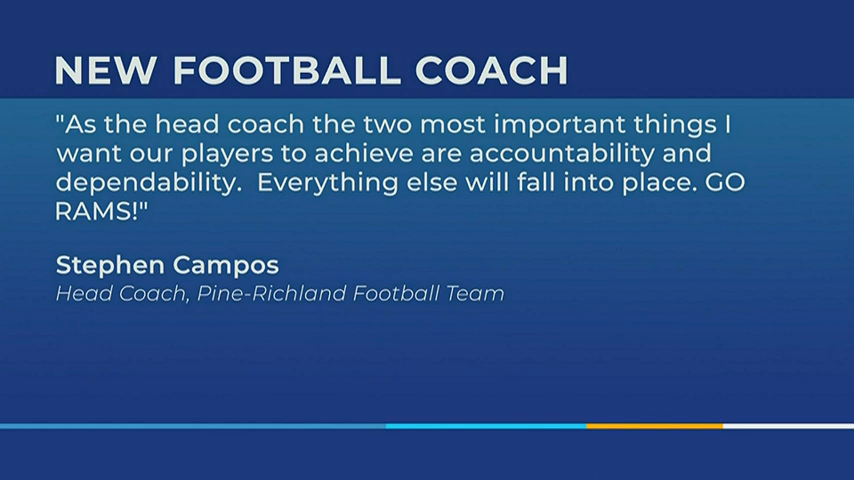 NEW FOOTBALL COACH
"As the head coach the two most important things I
want our players to achieve are accountability and
dependability.  Everything else will fall into place. GO
RAMS!"
Stephen Campos
Head Coach, Pine-Richland Football Team